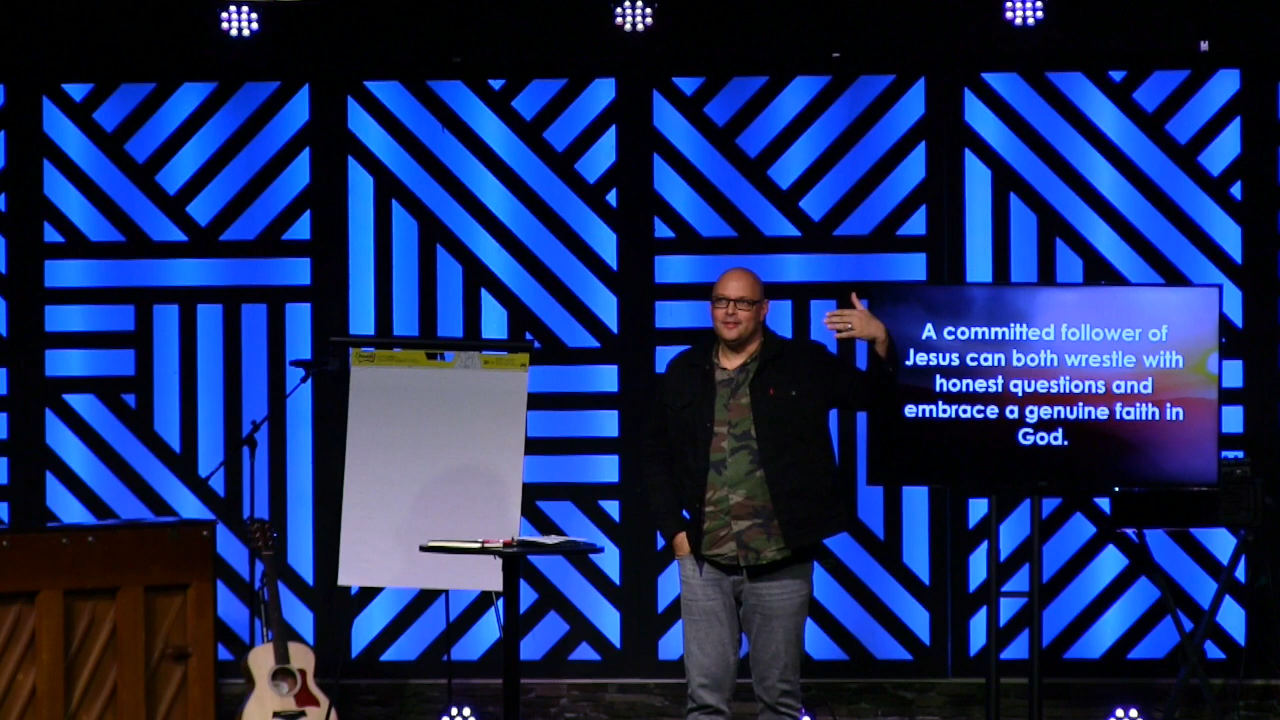 A committed follower of
Jesus can both wrestle with
honest questions and
embrace a genuine faith in
God.